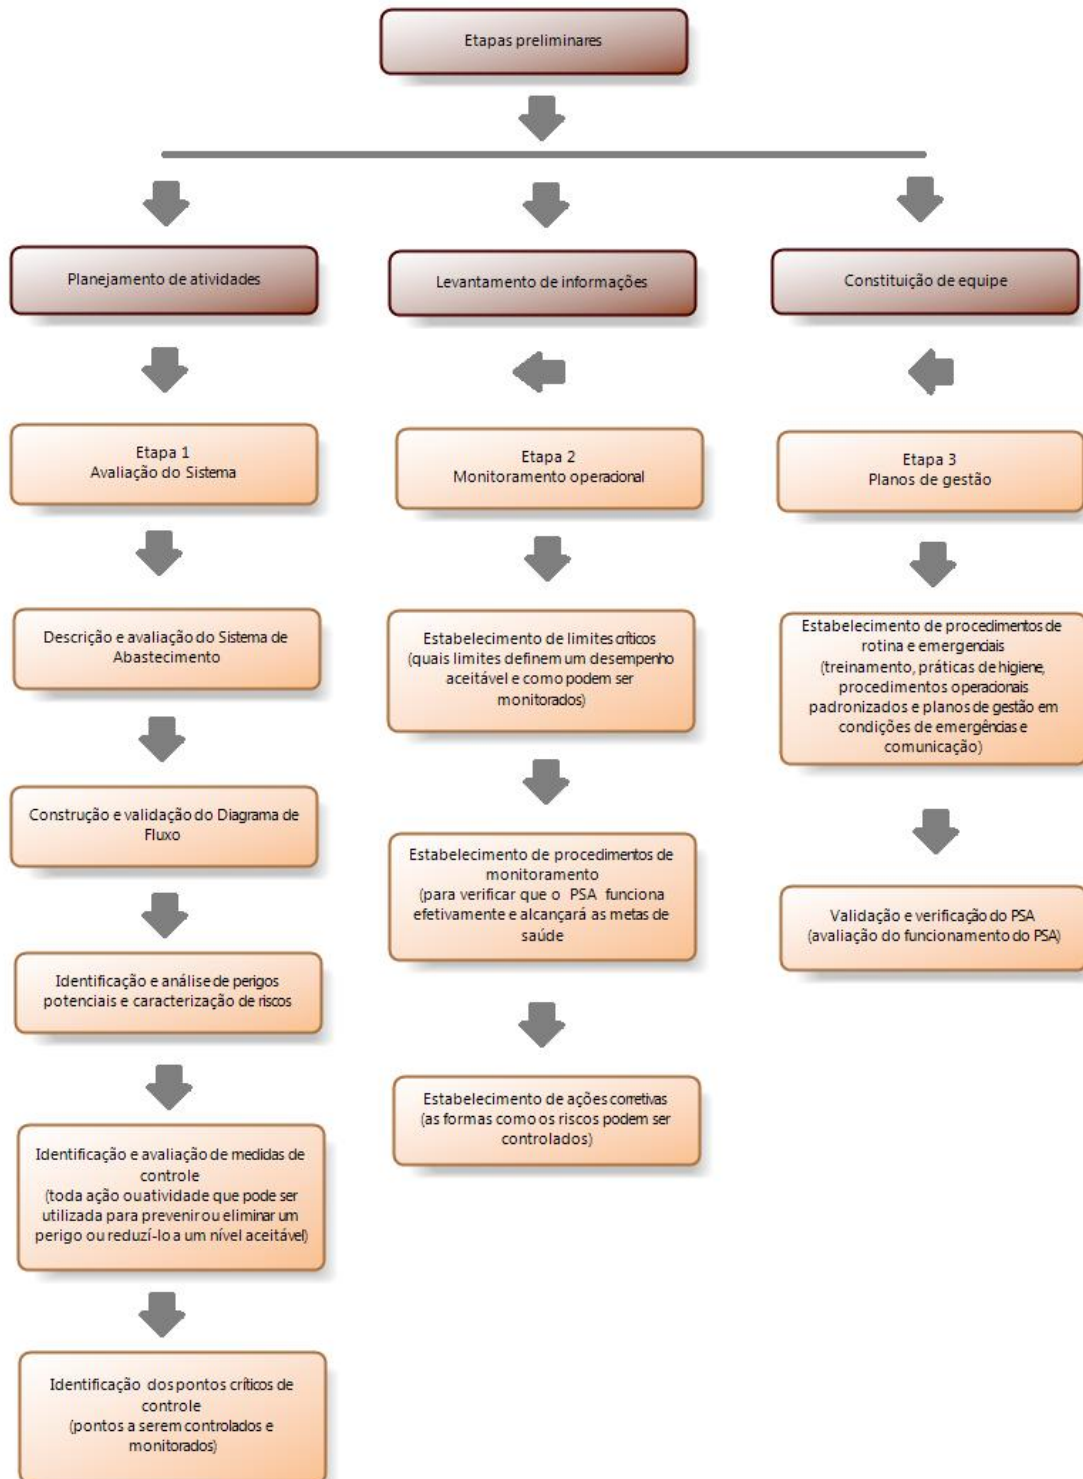 Etapas preliminares
Planejamento de atividades
Levantamento de informações
Constituição de equipe
Etapa 1
Avaliação do Sistema
Etapa 2
Monitoramento operacional
Etapa 3
Planos de gestão
Descrição e avaliação do Sistema de
Abastecimento
Estabelecimento de limites críticos
(quais limites definem um desempenho
aceitável e como podem ser
monitorados)
Estabelecimento de procedimentos de
rotina e emergenciais
(treinamento, práticas de higiene,
procedimentos operacionais
padronizados e planos de gestão em
condições de emergências e
comunicação)
Construção e validação do Diagrama de
Fluxo
Estabelecimento de procedimentos de
monitoramento
(para verificar que o PSA funciona
efetivamente e alcançará as metas de
saúde
Validação e verificação do PSA
(avaliação do funcionamento do PSA)
Identificação e análise de perigos
potenciais e caracterização de riscos
Estabelecimento de ações corretivas
(as formas como os riscos podem ser
controlados)
Identificação e avaliação de medidas de
controle
(toda ação ou atividade que pode ser
utilizada para prevenir ou eliminar um
perigo ou reduzí-lo a um nível aceitável)
Identificação dos pontos críticos de
controle
(pontos a serem controlados e
monitorados)